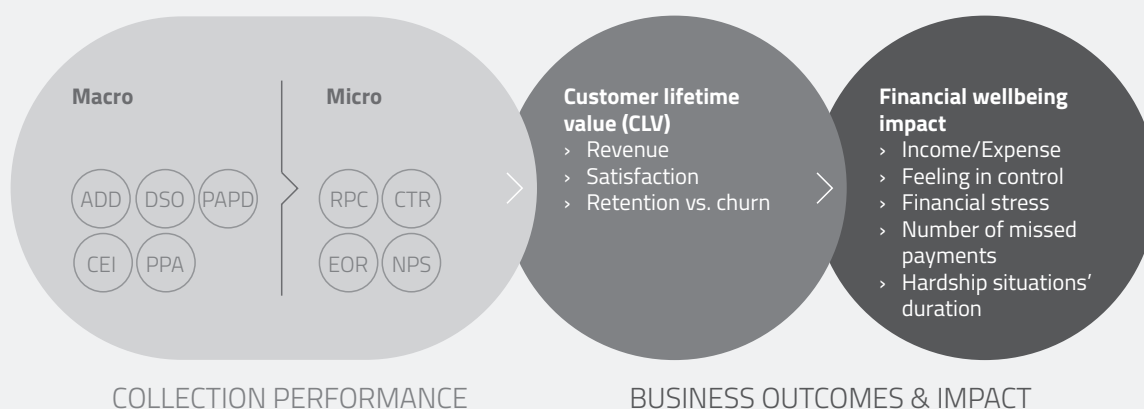 Macro
Micro
ADD DSO PAPD
CEI PPA
RPC CTR
EOR NPS
Customer lifetime
value (CLV)
› Revenue
› Satisfaction
› Retention vs. churn
Financial wellbeing
impact
› Income/Expense
› Feeling in control
› Financial stress
› Number of missed
payments
› Hardship situations’
duration
COLLECTION PERFORMANCE
BUSINESS OUTCOMES & IMPACT